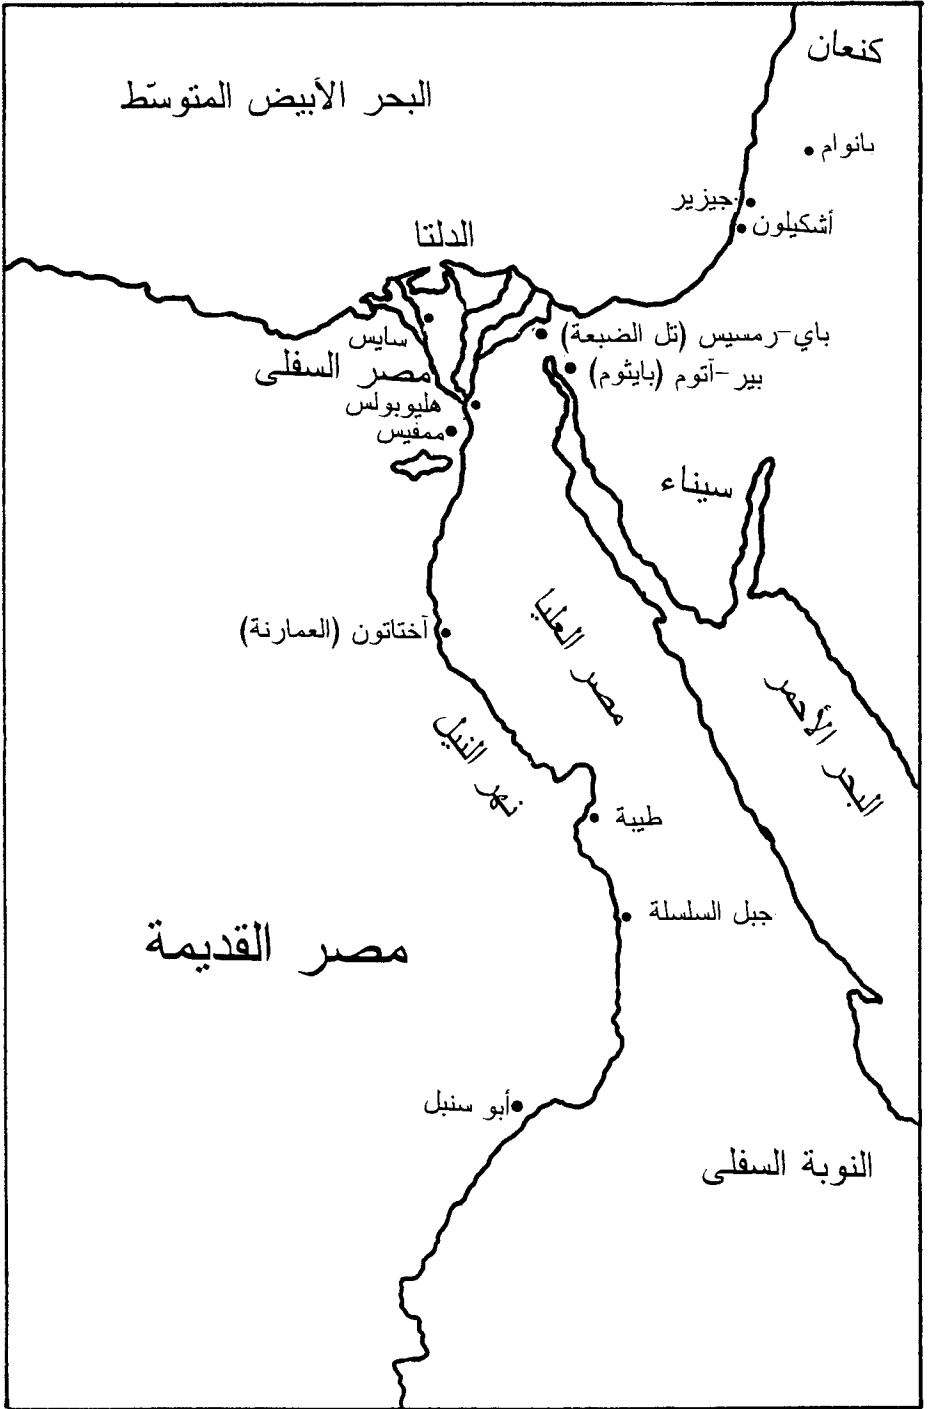 كنعان
البحر الأبيض المتوسّط
بانوام
جيزير
أشكيلون
الدلتا
باي-رمسيس (تل الضبعة)
سايس
بير-آتوم (بايثوم)
مصر السفلى
هليوبولس
ممفيس
سيناء
آختاتون (العمارنة)
مصر العليا
البحر الأحمر
نهر النيل
طيبة
جبل السلسلة
مصر القديمة
أبو سنبل
النوبة السفلى